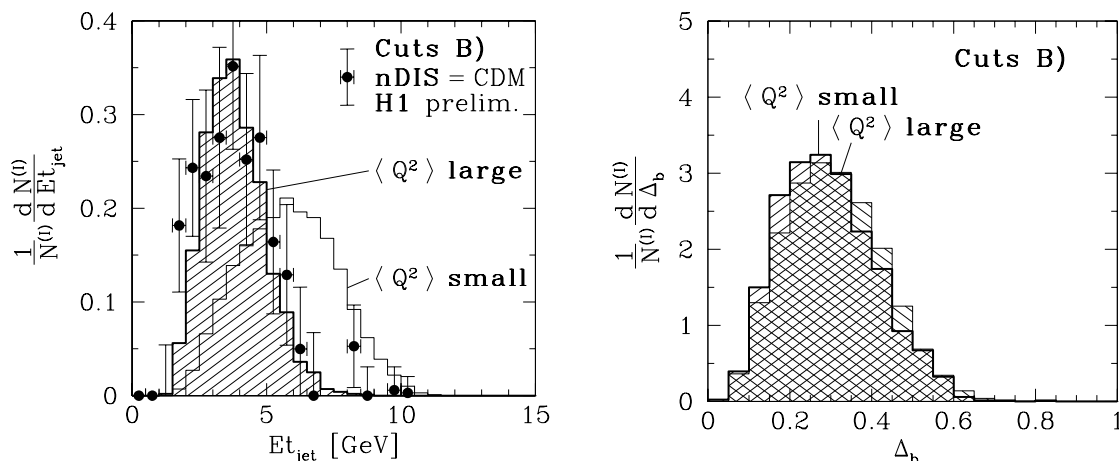 0.4
0.3
0.2
0.1
0
1
N(I)
d N(I)
d Et_jet
Cuts B)
nDIS = CDM
H1 prelim.
⟨ Q² ⟩ large
⟨ Q² ⟩ small
0 5 10 15
Et_jet [GeV]
5
4
3
2
1
0
1
N(I)
d N(I)
d Δ_b
Cuts B)
⟨ Q² ⟩ small
⟨ Q² ⟩ large
0 0.2 0.4 0.6 0.8 1
Δ_b